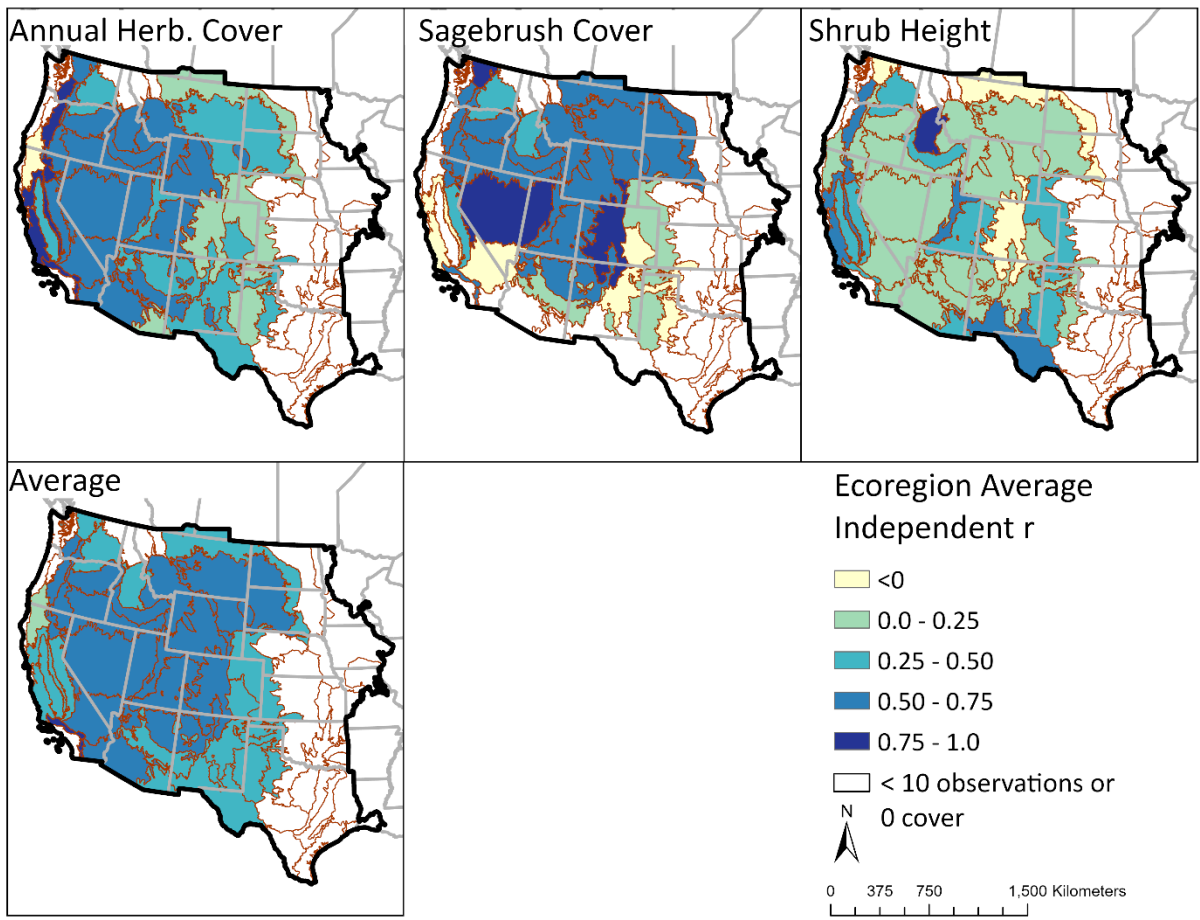 Annual Herb. Cover
Sagebrush Cover
Shrub Height
Average
Ecoregion Average
Independent r
<0
0.0 - 0.25
0.25 - 0.50
0.50 - 0.75
0.75 - 1.0
< 10 observations or
0 cover
N
0 375 750 1,500 Kilometers